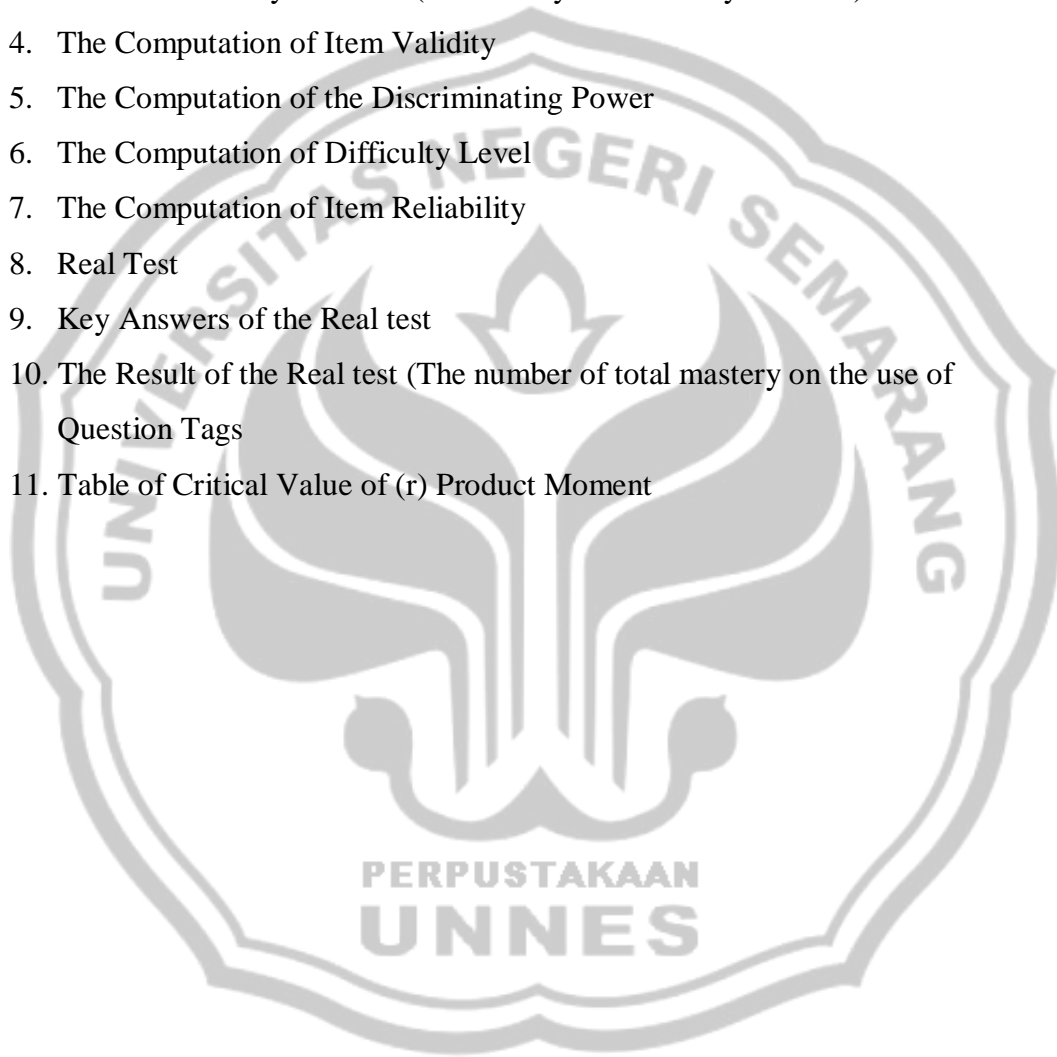 4. The Computation of Item Validity
5. The Computation of the Discriminating Power
6. The Computation of Difficulty Level
7. The Computation of Item Reliability
8. Real Test
9. Key Answers of the Real test
10. The Result of the Real test (The number of total mastery on the use of
Question Tags
11. Table of Critical Value of (r) Product Moment
UNIVERSITAS NEGERI SEMARANG
PERPUSTAKAAN
UNNES